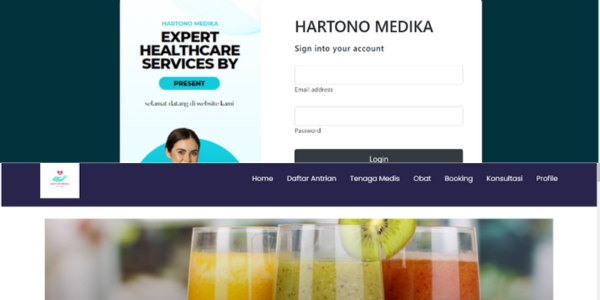 HARTONO MEDIKA
EXPERT
HEALTHCARE
SERVICES BY
PRESENT
selamat datang di website kami
HARTONO MEDIKA
Sign into your account
Email address
Password
Login
Home Daftar Antrian Tenaga Medis Obat Booking Konsultasi Profile